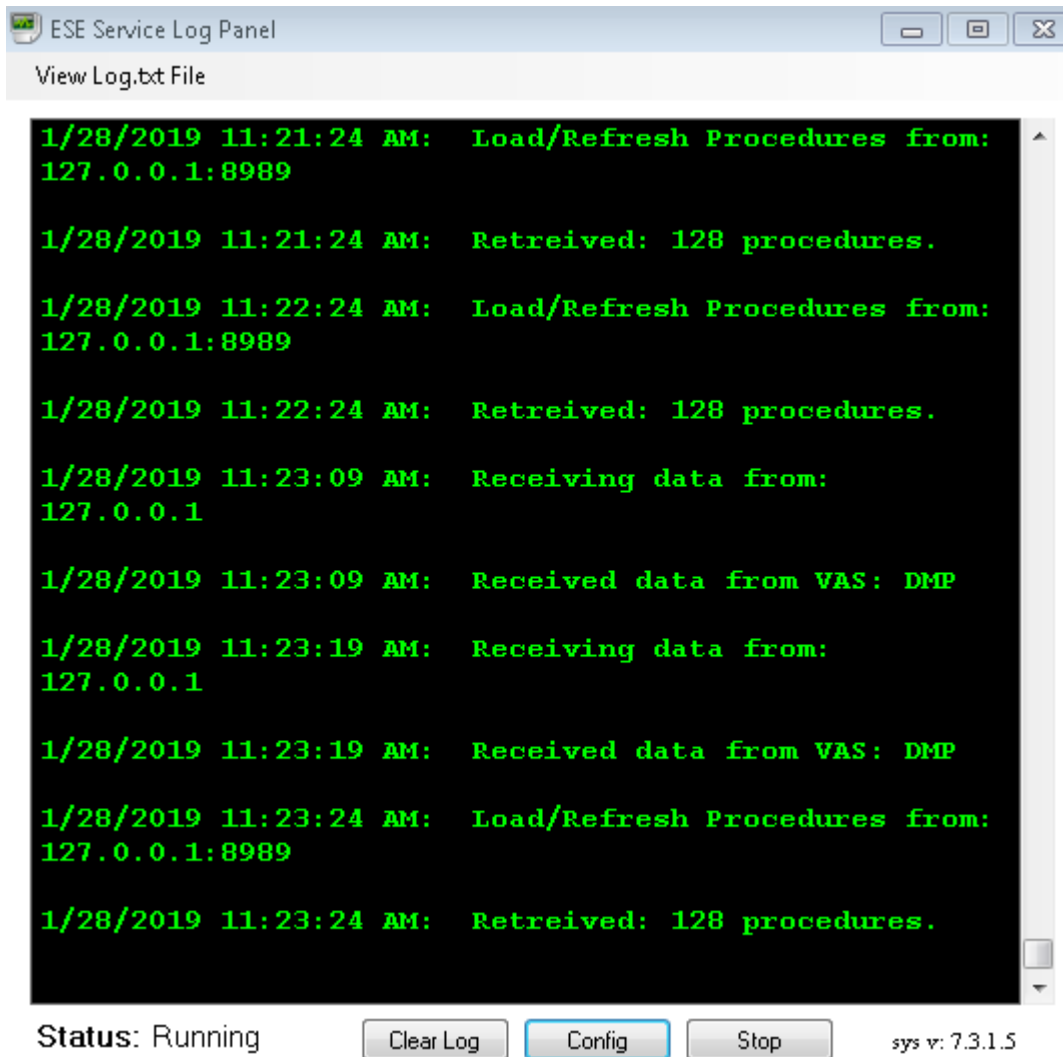 ESE Service Log Panel
View Log.txt File
1/28/2019 11:21:24 AM:  Load/Refresh Procedures from:
127.0.0.1:8989
1/28/2019 11:21:24 AM:  Retreived: 128 procedures.
1/28/2019 11:22:24 AM:  Load/Refresh Procedures from:
127.0.0.1:8989
1/28/2019 11:22:24 AM:  Retreived: 128 procedures.
1/28/2019 11:23:09 AM:  Receiving data from:
127.0.0.1
1/28/2019 11:23:09 AM:  Received data from VAS: DMP
1/28/2019 11:23:19 AM:  Receiving data from:
127.0.0.1
1/28/2019 11:23:19 AM:  Received data from VAS: DMP
1/28/2019 11:23:24 AM:  Load/Refresh Procedures from:
127.0.0.1:8989
1/28/2019 11:23:24 AM:  Retreived: 128 procedures.
Status: Running Clear Log Config Stop sys v: 7.3.1.5